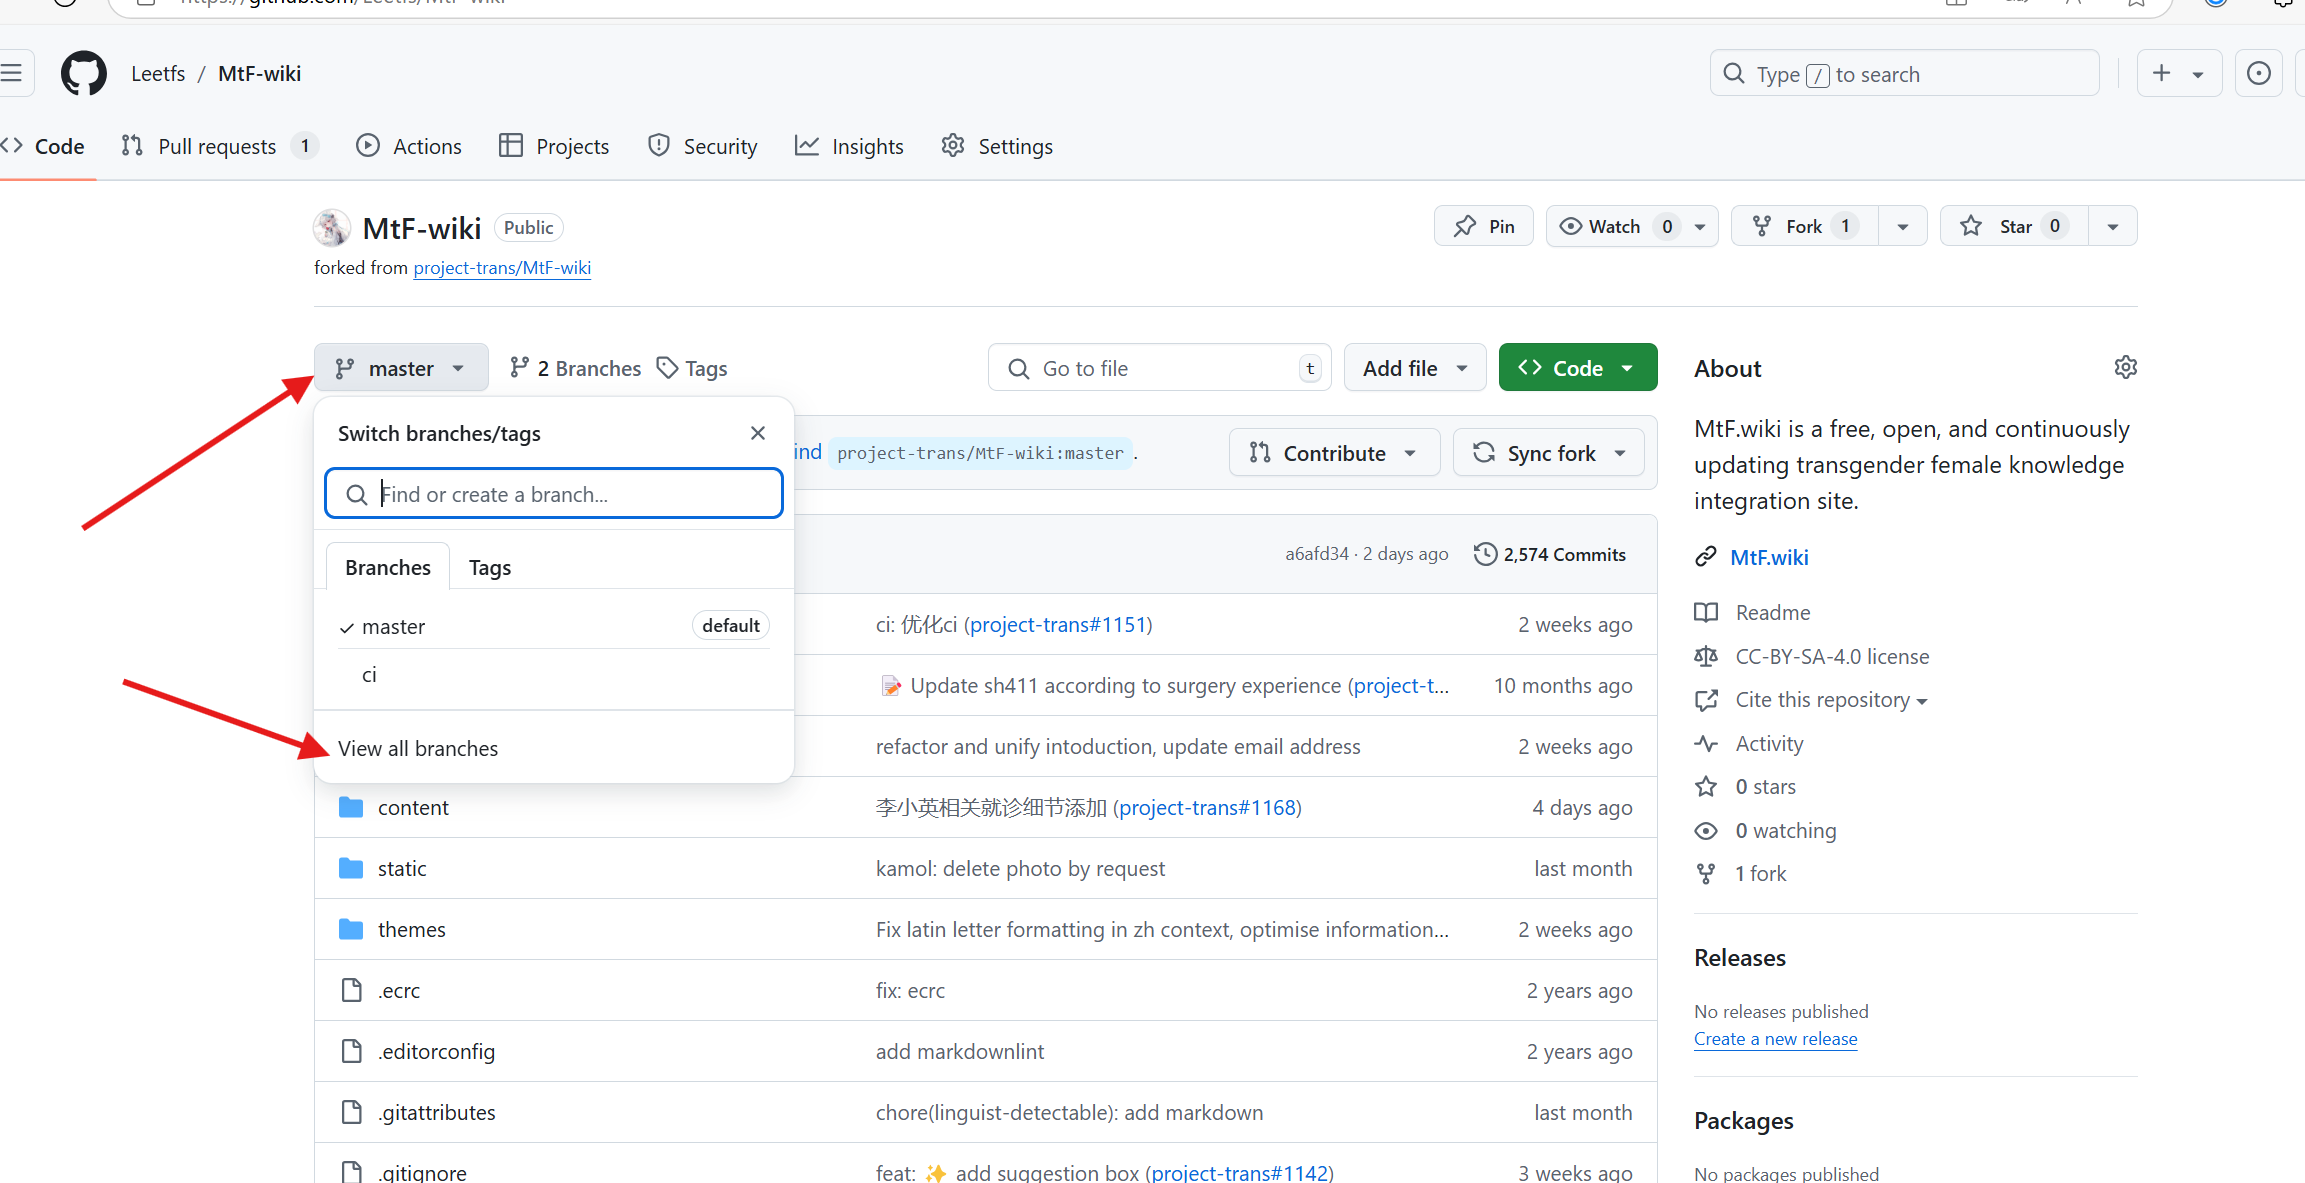 Leetfs / MtF-wiki
Type / to search
Code
Pull requests 1
Actions
Projects
Security
Insights
Settings
MtF-wiki Public
Pin
Watch 0
Fork 1
Star 0
forked from project-trans/MtF-wiki
master
2 Branches
Tags
Go to file t
Add file
Code
Switch branches/tags
Find or create a branch...
Branches
Tags
master default
ci
View all branches
ind project-trans/MtF-wiki:master .
Contribute
Sync fork
a6afd34 · 2 days ago
2,574 Commits
ci: 优化ci (project-trans#1151) 2 weeks ago
📝 Update sh411 according to surgery experience (project-t... 10 months ago
refactor and unify intoduction, update email address 2 weeks ago
content 李小英相关就诊细节添加 (project-trans#1168) 4 days ago
static kamol: delete photo by request last month
themes Fix latin letter formatting in zh context, optimise information... 2 weeks ago
.ecrc fix: ecrc 2 years ago
.editorconfig add markdownlint 2 years ago
.gitattributes chore(linguist-detectable): add markdown last month
.gitignore feat: ✨ add suggestion box (project-trans#1142) 3 weeks ago
About
MtF.wiki is a free, open, and continuously
updating transgender female knowledge
integration site.
MtF.wiki
Readme
CC-BY-SA-4.0 license
Cite this repository
Activity
0 stars
0 watching
1 fork
Releases
No releases published
Create a new release
Packages
No packages published